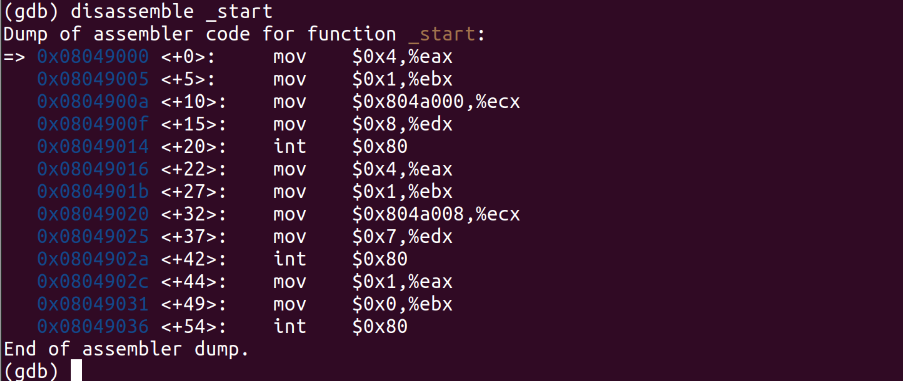 (gdb) disassemble _start
Dump of assembler code for function _start:
=> 0x08049000 <+0>:     mov    $0x4,%eax
   0x08049005 <+5>:     mov    $0x1,%ebx
   0x0804900a <+10>:    mov    $0x804a000,%ecx
   0x0804900f <+15>:    mov    $0x8,%edx
   0x08049014 <+20>:    int    $0x80
   0x08049016 <+22>:    mov    $0x4,%eax
   0x0804901b <+27>:    mov    $0x1,%ebx
   0x08049020 <+32>:    mov    $0x804a008,%ecx
   0x08049025 <+37>:    mov    $0x7,%edx
   0x0804902a <+42>:    int    $0x80
   0x0804902c <+44>:    mov    $0x1,%eax
   0x08049031 <+49>:    mov    $0x0,%ebx
   0x08049036 <+54>:    int    $0x80
End of assembler dump.
(gdb)